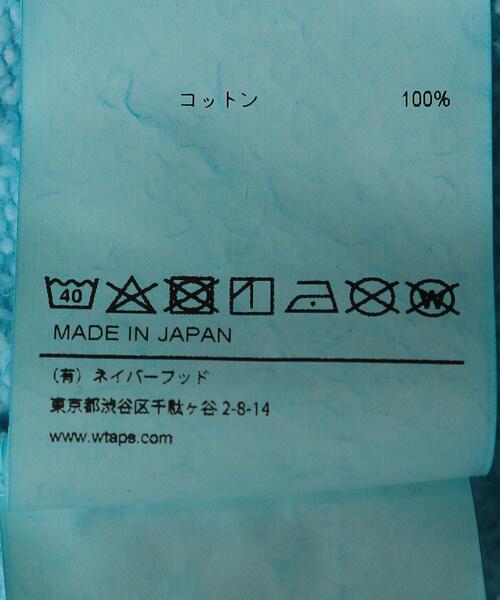 コットン 100%
40
W
MADE IN JAPAN
（有）ネイバーフッド
東京都渋谷区千駄ヶ谷 2-8-14
www.wtaps.com